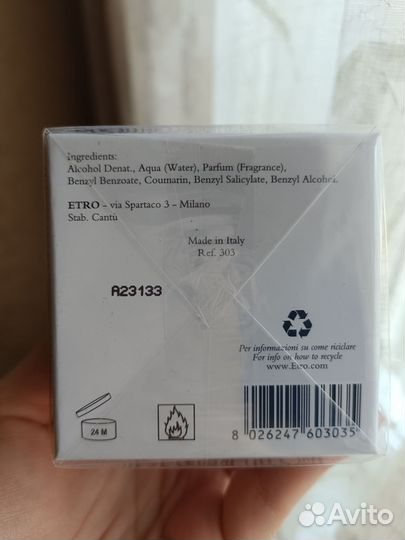 Ingredients:
Alcohol Denat., Aqua (Water), Parfum (Fragrance),
Benzyl Benzoate, Coumarin, Benzyl Salicylate, Benzyl Alcohol.
ETRO - via Spartaco 3 - Milano
Stab. Cantù
Made in Italy
Ref. 303
A23133
Per informazioni su come riciclare
For info on how to recycle
www.Etro.com
24 M
8 026247 603035
Avito